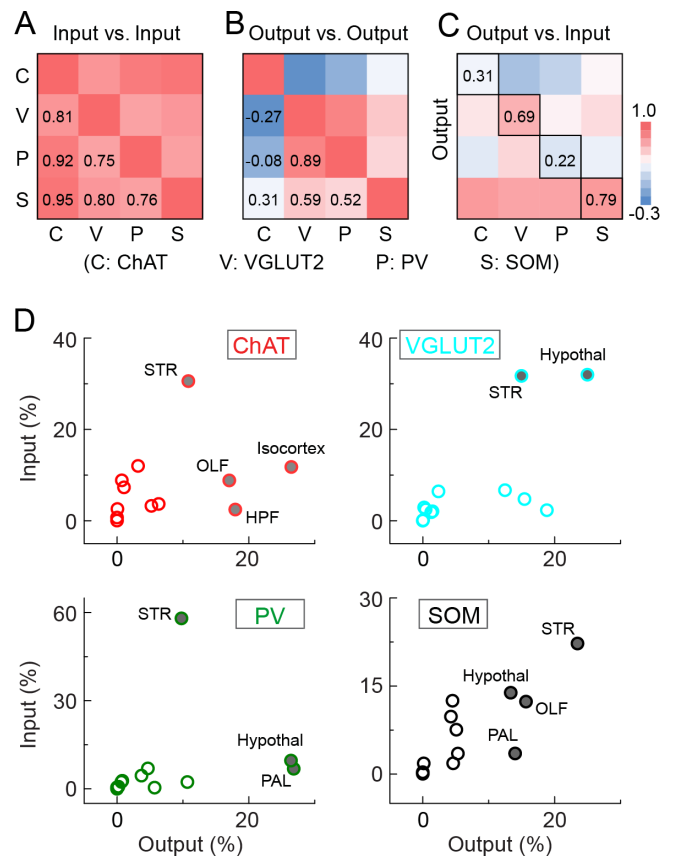 A Input vs. Input B Output vs. Output C Output vs. Input
C 0.31
V 0.81 -0.27 0.69
P 0.92 0.75 -0.08 0.89 0.22
S 0.95 0.80 0.76 0.31 0.59 0.52 0.79
Output
1.0
-0.3
C V P S C V P S C V P S
(C: ChAT V: VGLUT2 P: PV S: SOM)
D
ChAT
40
20
0
0 20
Input (%)
STR
OLF
Isocortex
HPF
VGLUT2
40
20
0
0 20
Hypothal
STR
PV
60
30
0
0 20
Input (%)
Output (%)
STR
Hypothal
PAL
SOM
30
15
0
0 20
Output (%)
STR
Hypothal
OLF
PAL